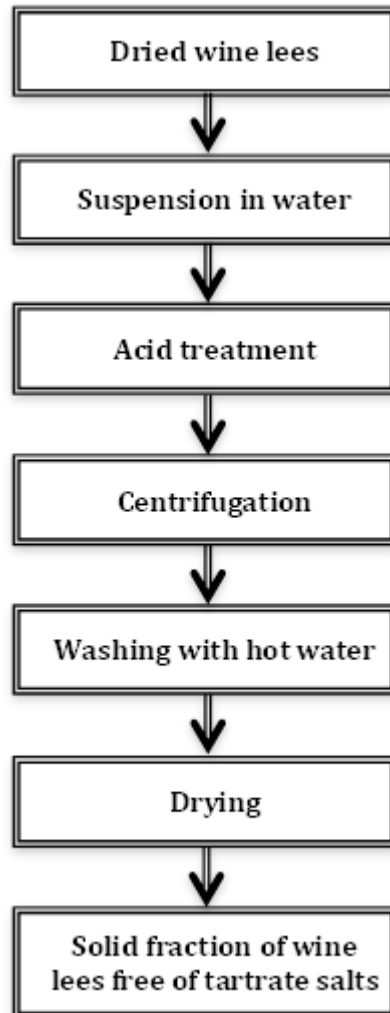 Dried wine lees
Suspension in water
Acid treatment
Centrifugation
Washing with hot water
Drying
Solid fraction of wine
lees free of tartrate salts